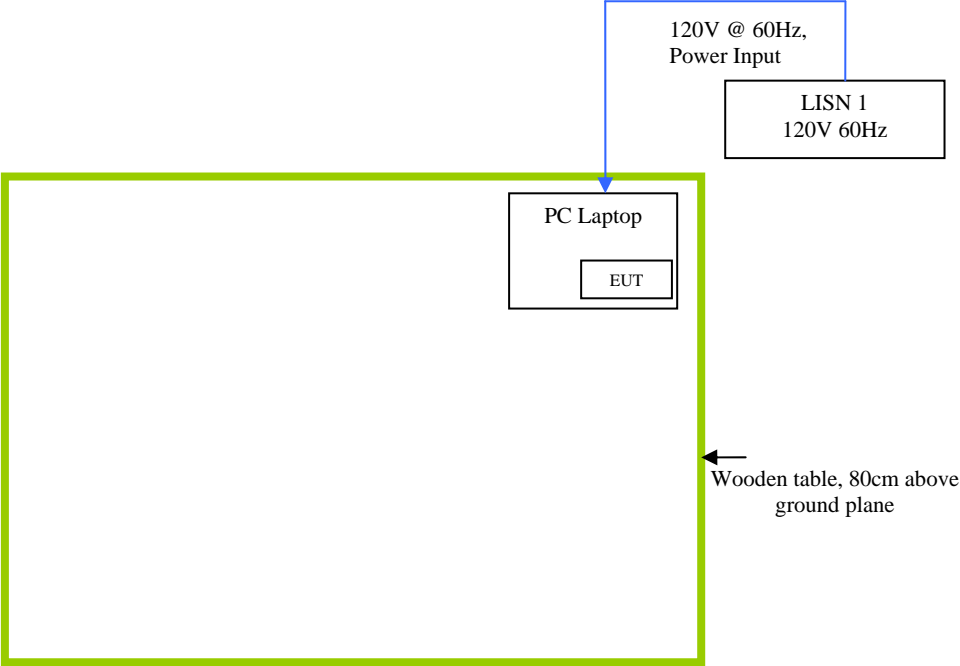 120V @ 60Hz,
Power Input
LISN 1
120V 60Hz
PC Laptop
EUT
Wooden table, 80cm above
ground plane